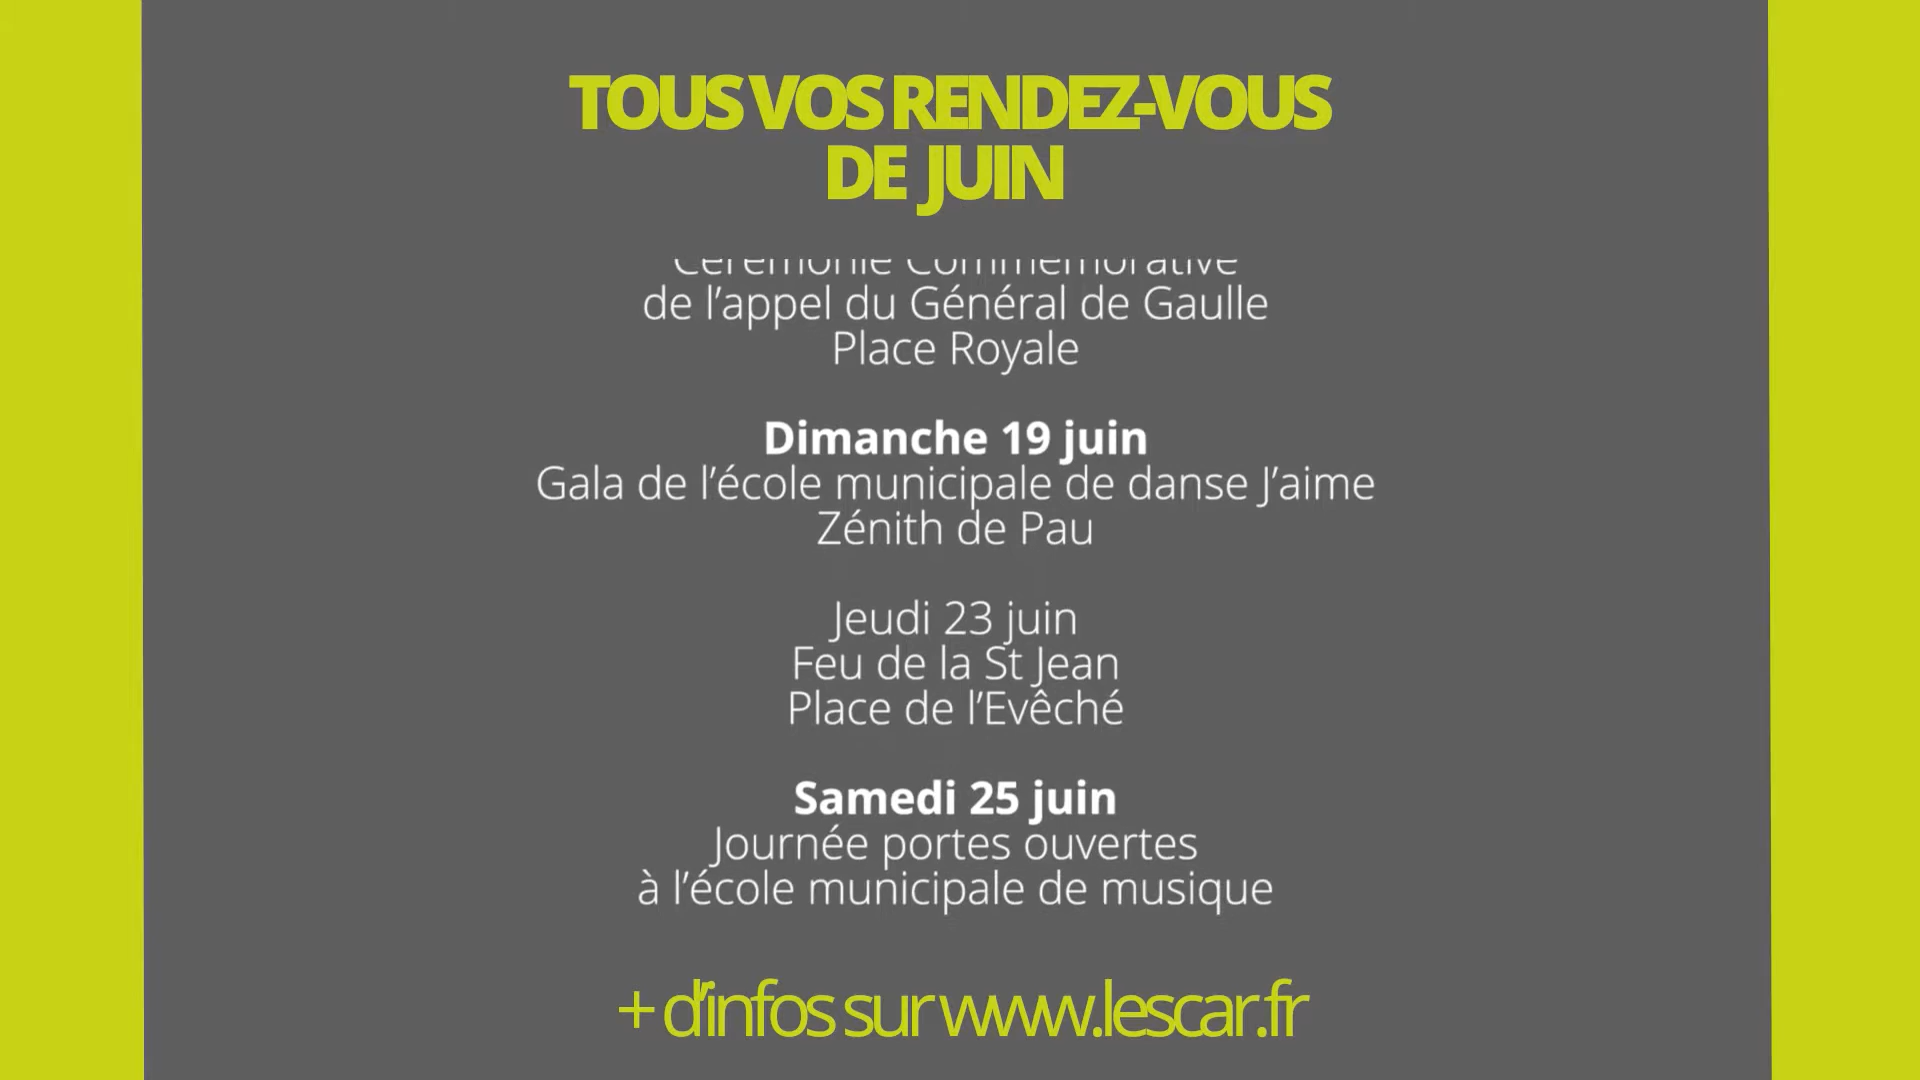 TOUS VOS RENDEZ-VOUS
DE JUIN
Cérémonie Commémorative
de l'appel du Général de Gaulle
Place Royale
Dimanche 19 juin
Gala de l'école municipale de danse J'aime
Zénith de Pau
Jeudi 23 juin
Feu de la St Jean
Place de l'Evêché
Samedi 25 juin
Journée portes ouvertes
à l'école municipale de musique
+ d'infos sur www.lescar.fr